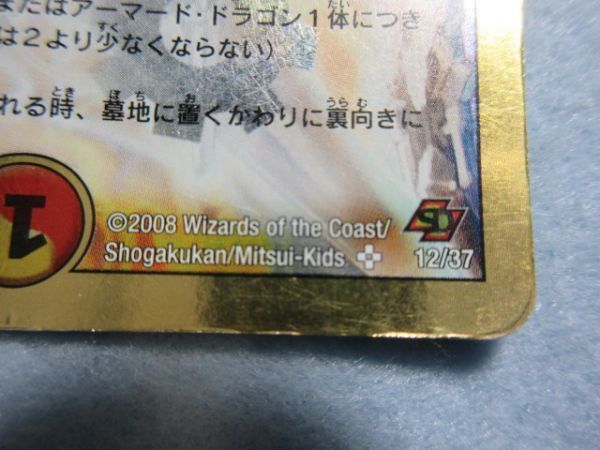 またはアーマード・ドラゴン1体につき
は2より少なくならない)
れる時、墓地に置くかわりに裏向きに
1
©2008 Wizards of the Coast/
Shogakukan/Mitsui-Kids
12/37